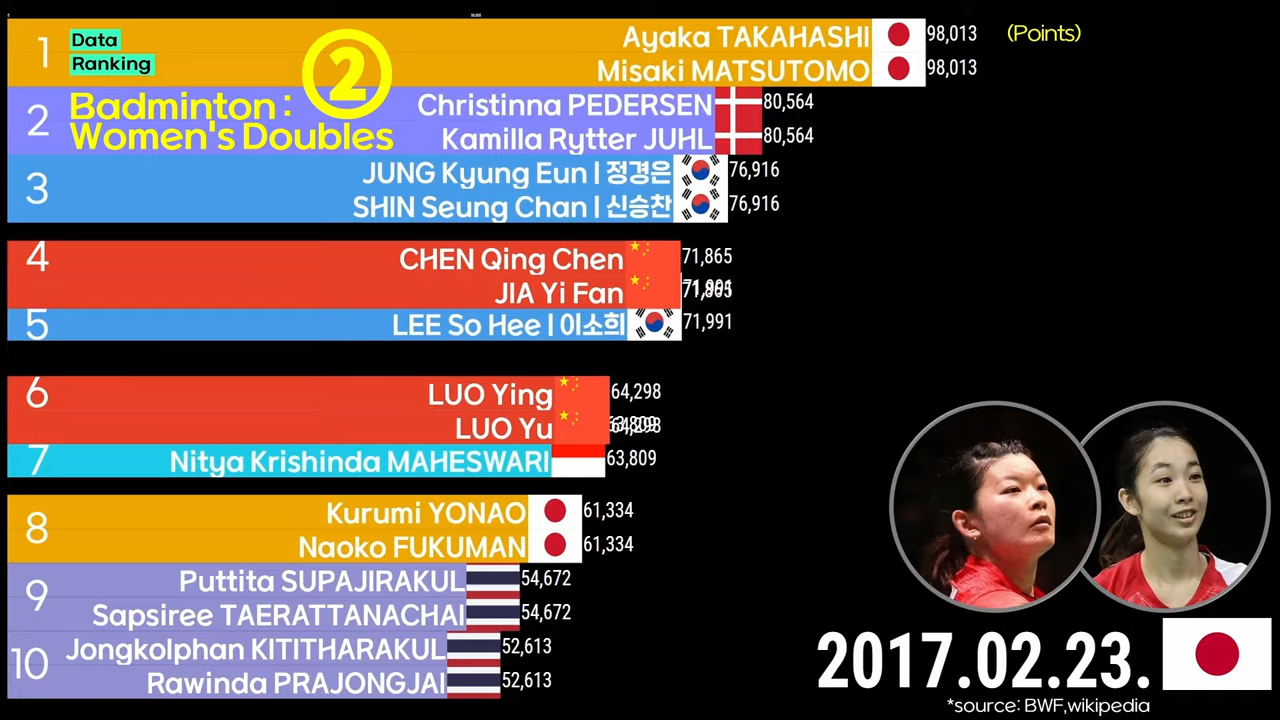 0
50,000
1
Data
Ranking
Ayaka TAKAHASHI 98,013 (Points)
Misaki MATSUTOMO 98,013
②
Badminton :
Women's Doubles
2
Christinna PEDERSEN 80,564
Kamilla Rytter JUHL 80,564
3
JUNG Kyung Eun | 정경은 76,916
SHIN Seung Chan | 신승찬 76,916
4
CHEN Qing Chen 71,865
JIA Yi Fan
5 LEE So Hee | 이소희 71,991
6
LUO Ying 64,298
LUO Yu
7 Nitya Krishinda MAHESWARI 63,809
8
Kurumi YONAO 61,334
Naoko FUKUMAN 61,334
9
Puttita SUPAJIRAKUL 54,672
Sapsiree TAERATTANACHAI 54,672
10
Jongkolphan KITITHARAKUL 52,613
Rawinda PRAJONGJAI 52,613
2017.02.23.
*source: BWF,wikipedia